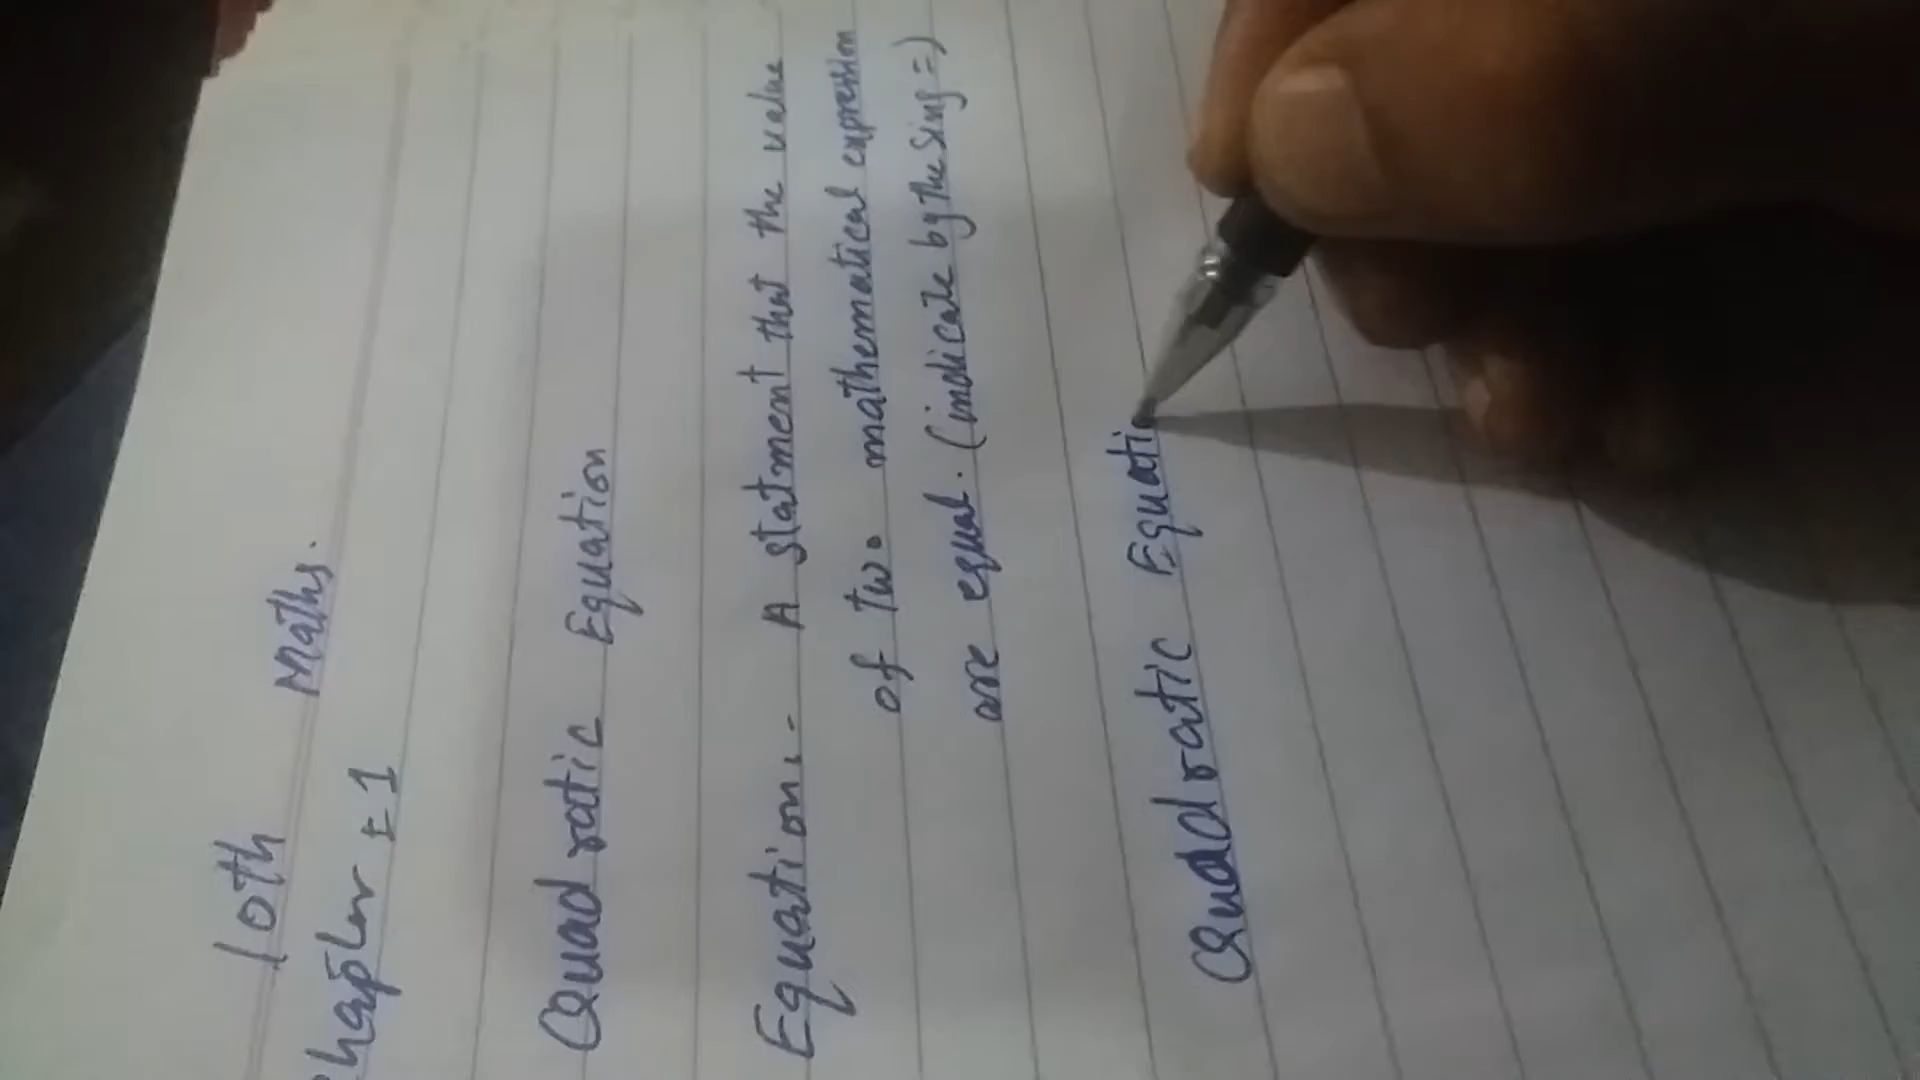 10th Maths.
hapter = 1
Quadratic Equation
Equation:- A statment that the value
of two mathematical expression
are equal. (indicate by the Sing =)
Quadratic Equati